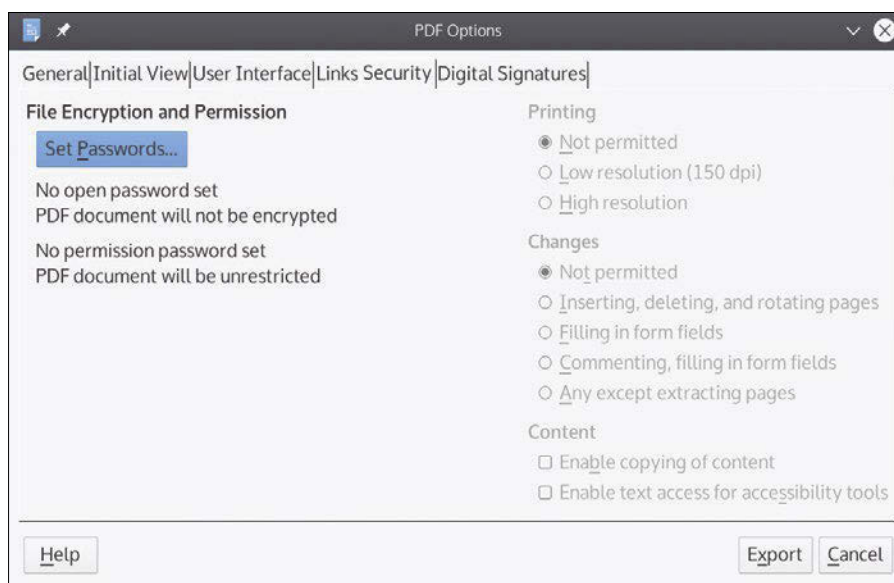 PDF Options
General Initial View User Interface Links Security Digital Signatures
File Encryption and Permission
Set Passwords...
No open password set
PDF document will not be encrypted
No permission password set
PDF document will be unrestricted
Printing
Not permitted
Low resolution (150 dpi)
High resolution
Changes
Not permitted
Inserting, deleting, and rotating pages
Filling in form fields
Commenting, filling in form fields
Any except extracting pages
Content
Enable copying of content
Enable text access for accessibility tools
Help
Export
Cancel